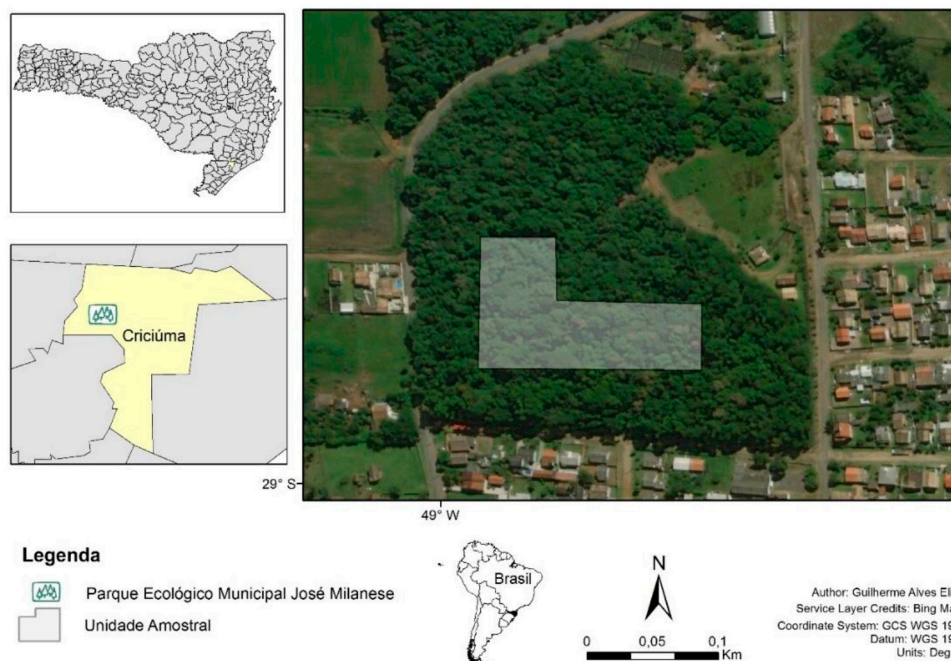 Criciúma
29° S
49° W
Legenda
Parque Ecológico Municipal José Milanese
Unidade Amostral
Brasil
N
0 0,05 0,1
Km
Author: Guilherme Alves
Service Layer Credits: Bing
Coordinate System: GCS WGS
Datum: WGS
Units: